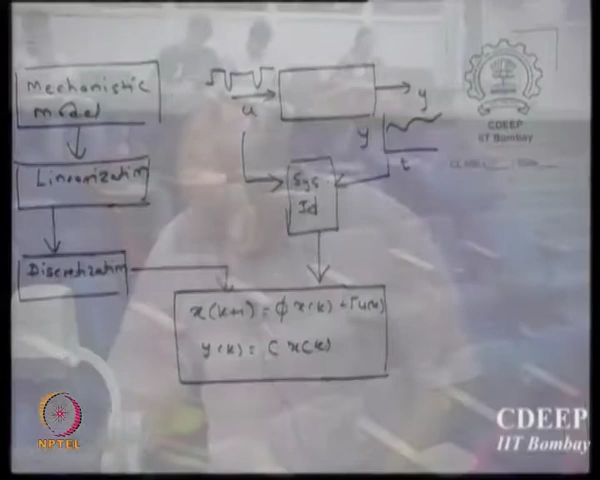 Mechanistic
model
Linearization
Discretization
u
y
y
t
Sys
Id
x(k+1) = φ x(k) + Γu(k)
y(k) = C x(k)
CDEEP
IIT Bombay
NPTEL
CDEEP
IIT Bombay